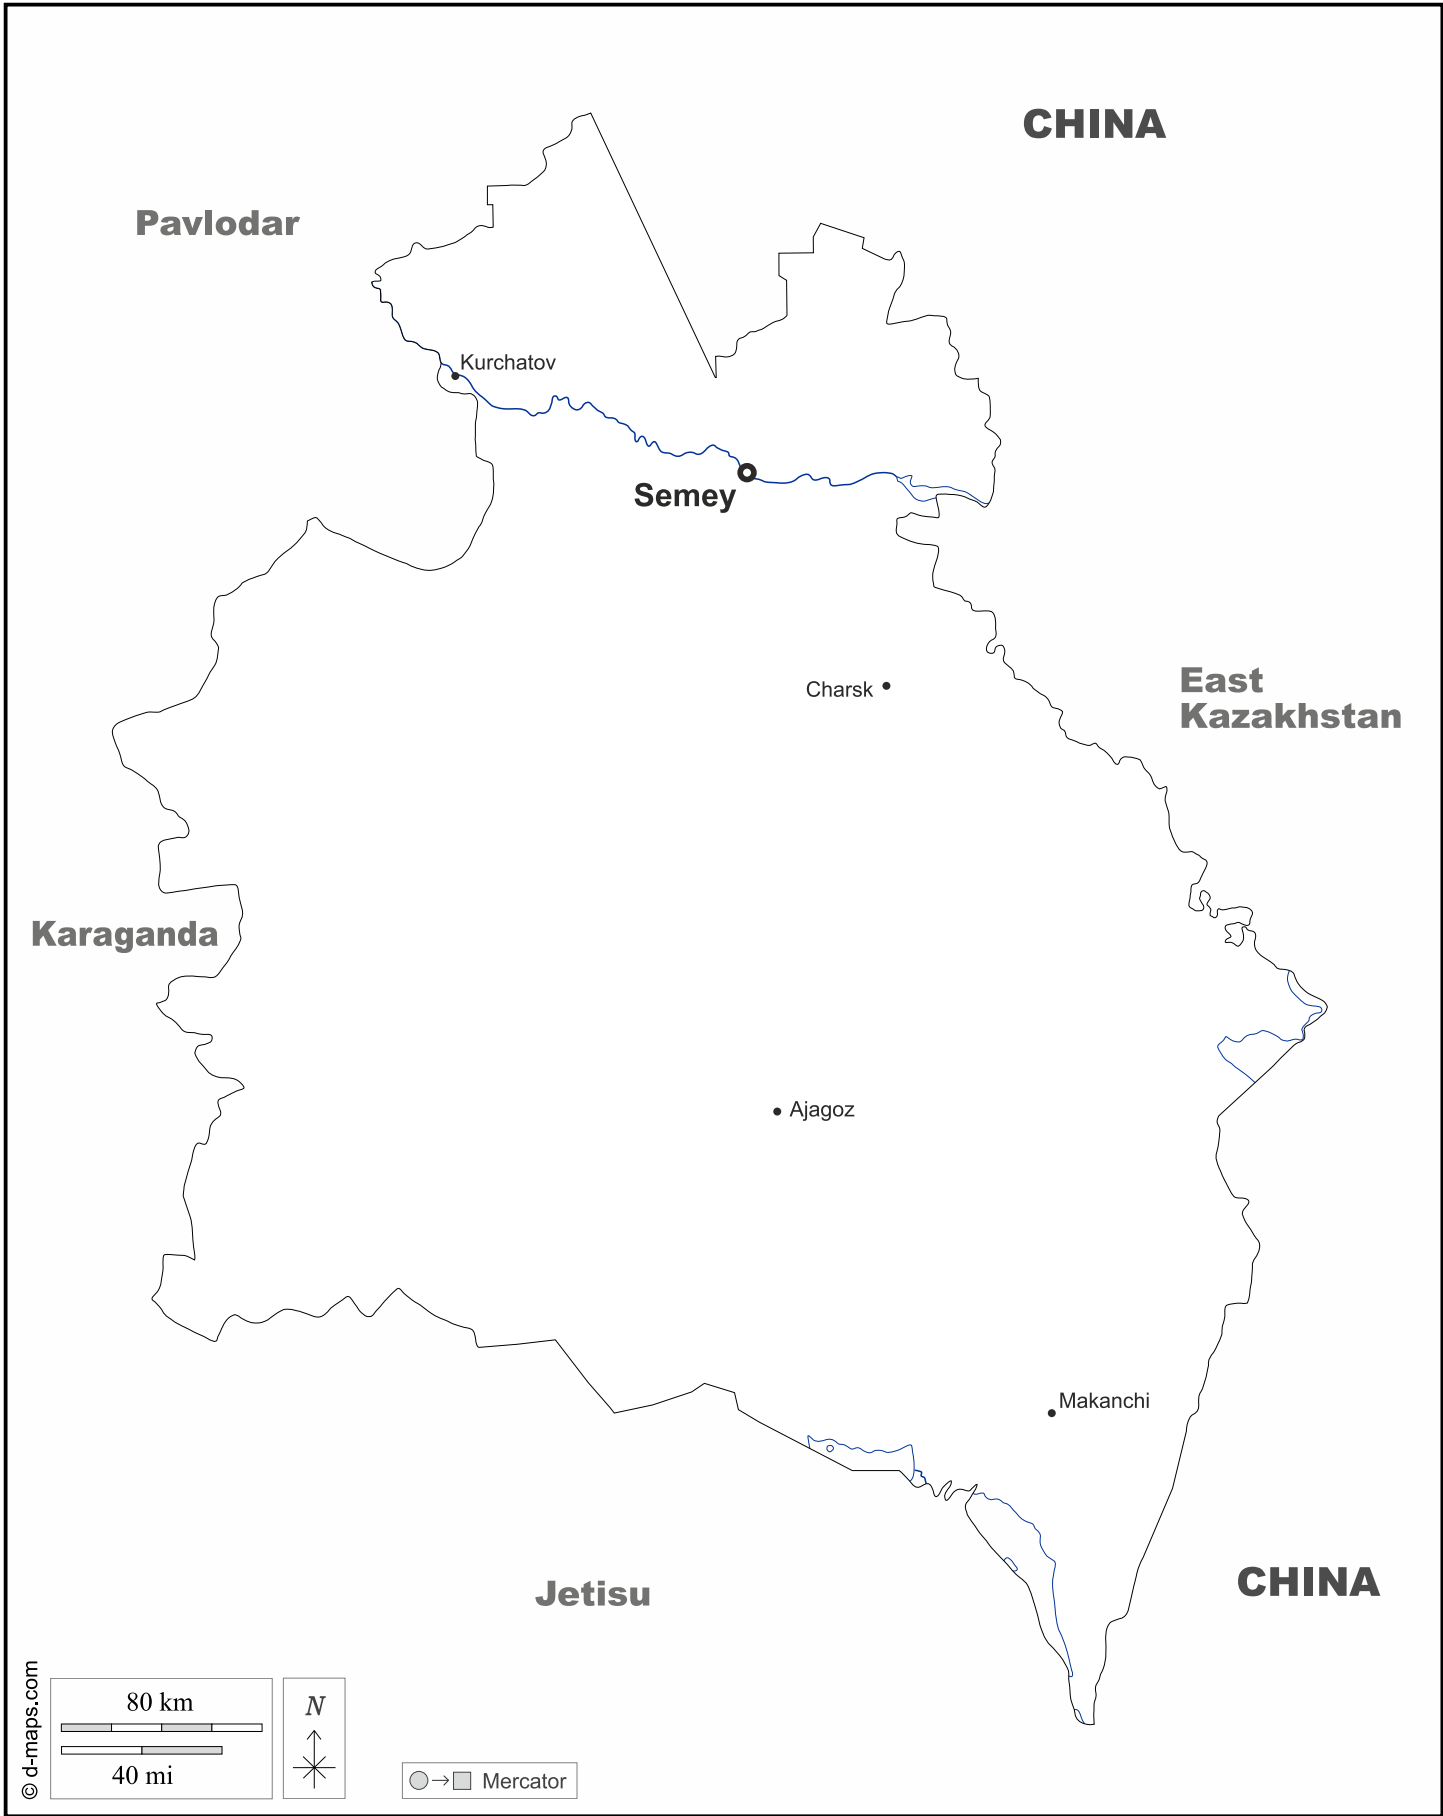 CHINA
Pavlodar
Kurchatov
Semey
East
Kazakhstan
Charsk
Karaganda
Ajagoz
Makanchi
Jetisu
CHINA
© d-maps.com
80 km
40 mi
N
Mercator